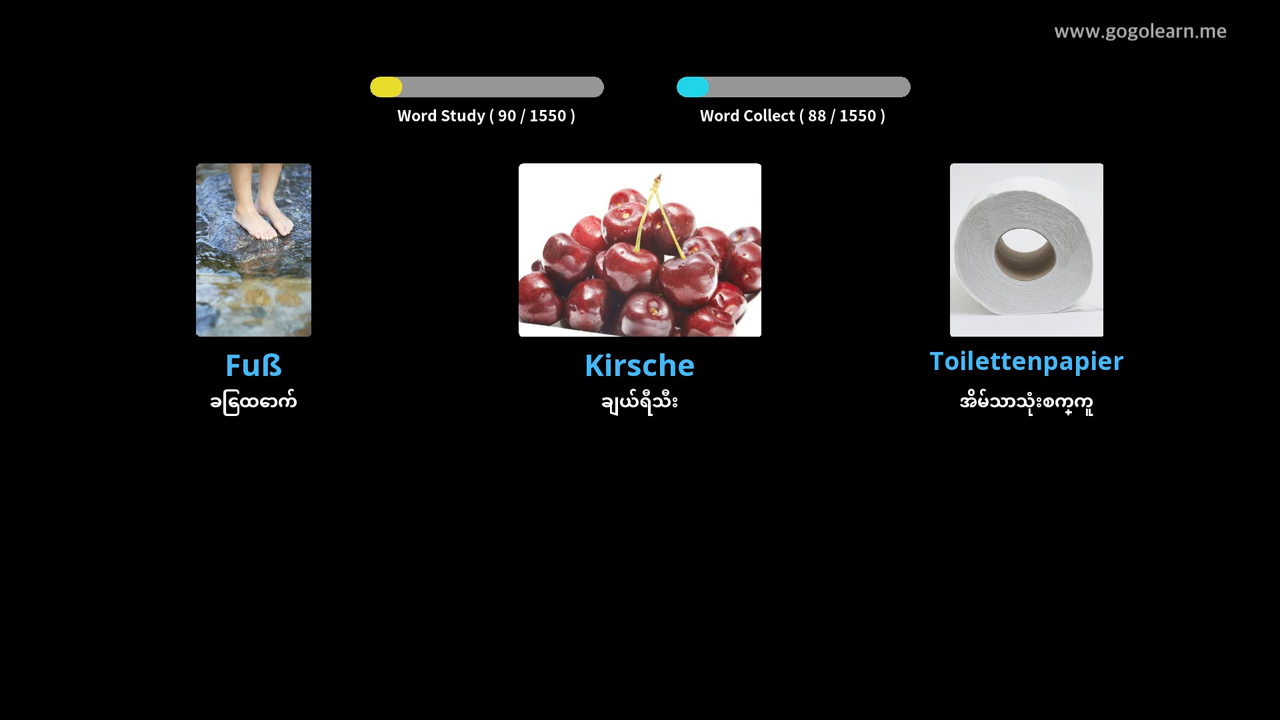 www.gogolearn.me
Word Study ( 90 / 1550 )
Word Collect ( 88 / 1550 )
Fuß
ခြေထောက်
Kirsche
ချယ်ရီသီး
Toilettenpapier
အိမ်သာသုံးစက္ကူ